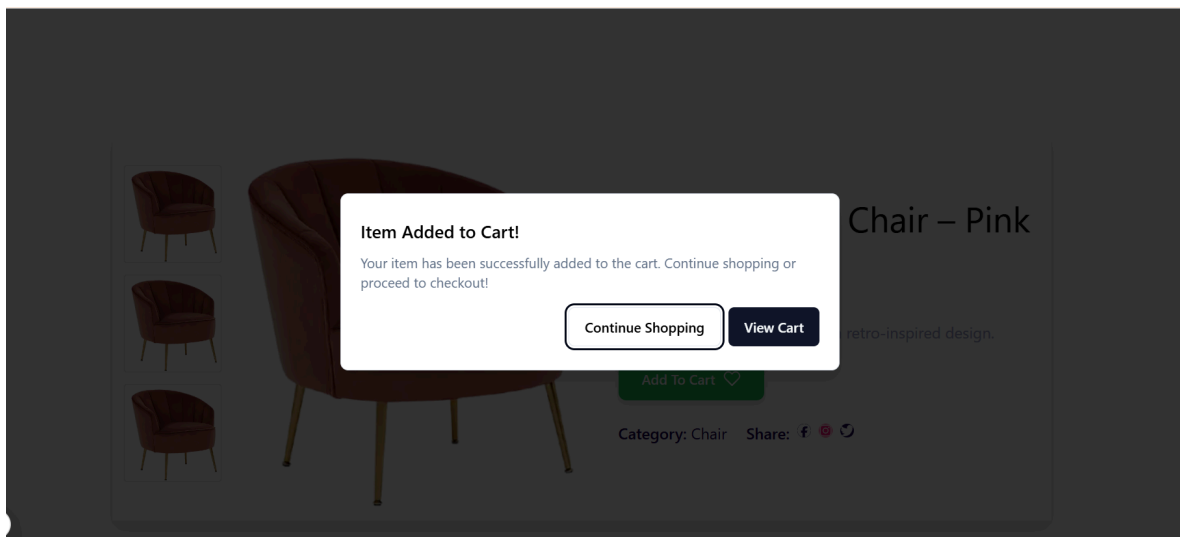 Chair – Pink
Item Added to Cart!
Your item has been successfully added to the cart. Continue shopping or
proceed to checkout!
Continue Shopping
View Cart
retro-inspired design.
Add To Cart
Category: Chair Share: